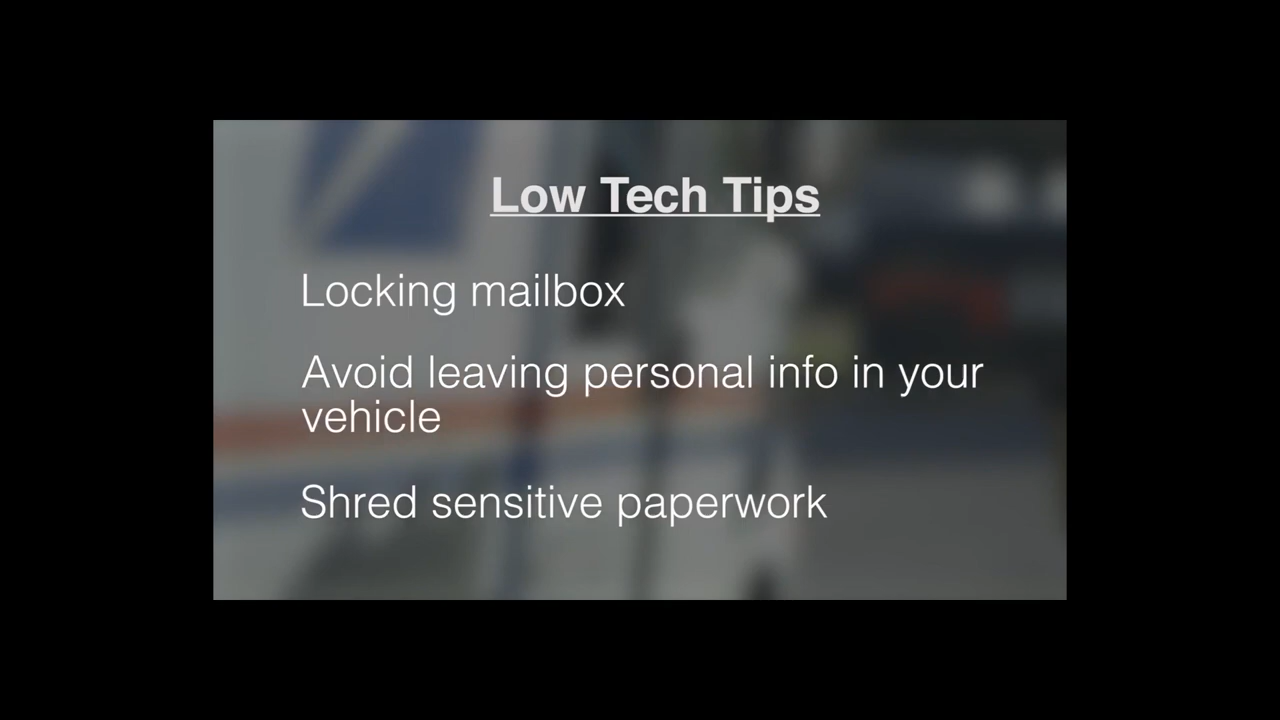 Low Tech Tips
Locking mailbox
Avoid leaving personal info in your
vehicle
Shred sensitive paperwork